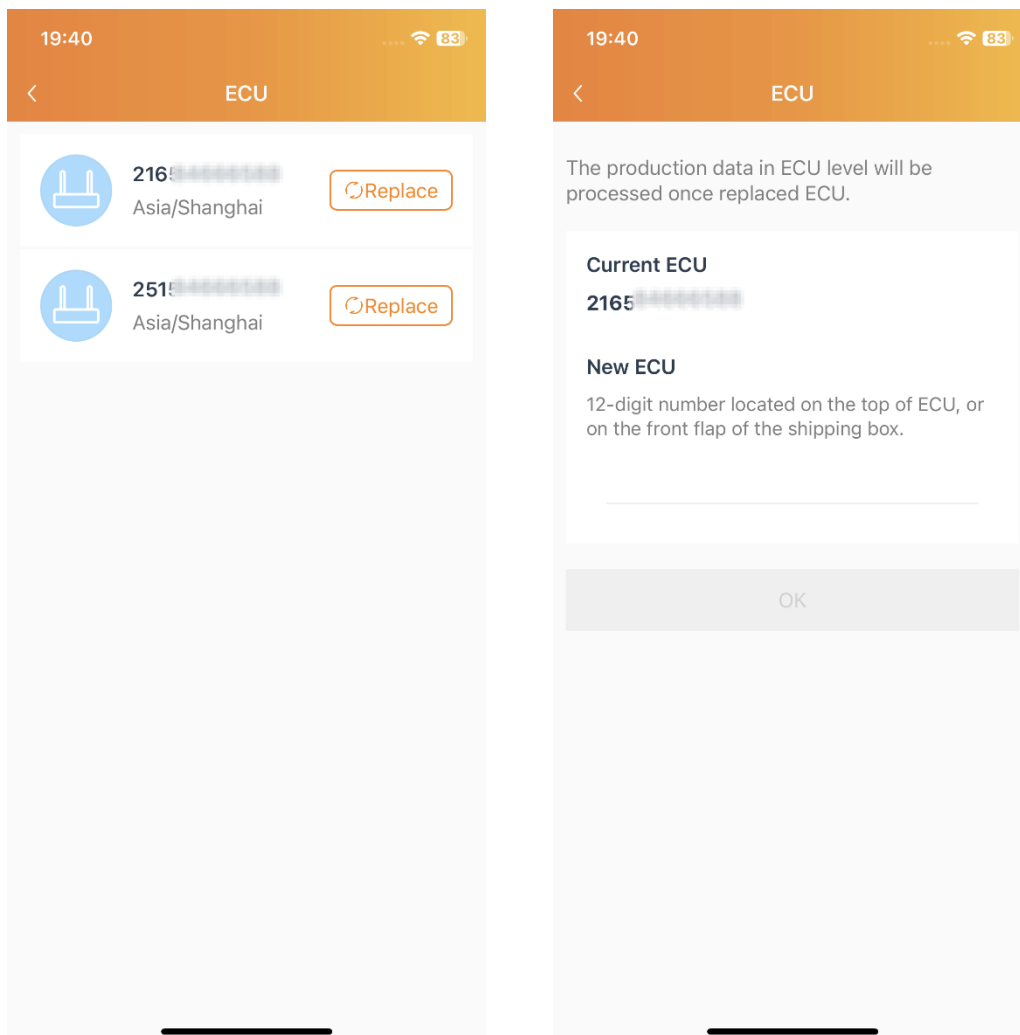 19:40
83
ECU
216
Asia/Shanghai
Replace
251
Asia/Shanghai
Replace
19:40
83
ECU
The production data in ECU level will be
processed once replaced ECU.
Current ECU
2165
New ECU
12-digit number located on the top of ECU, or
on the front flap of the shipping box.
OK